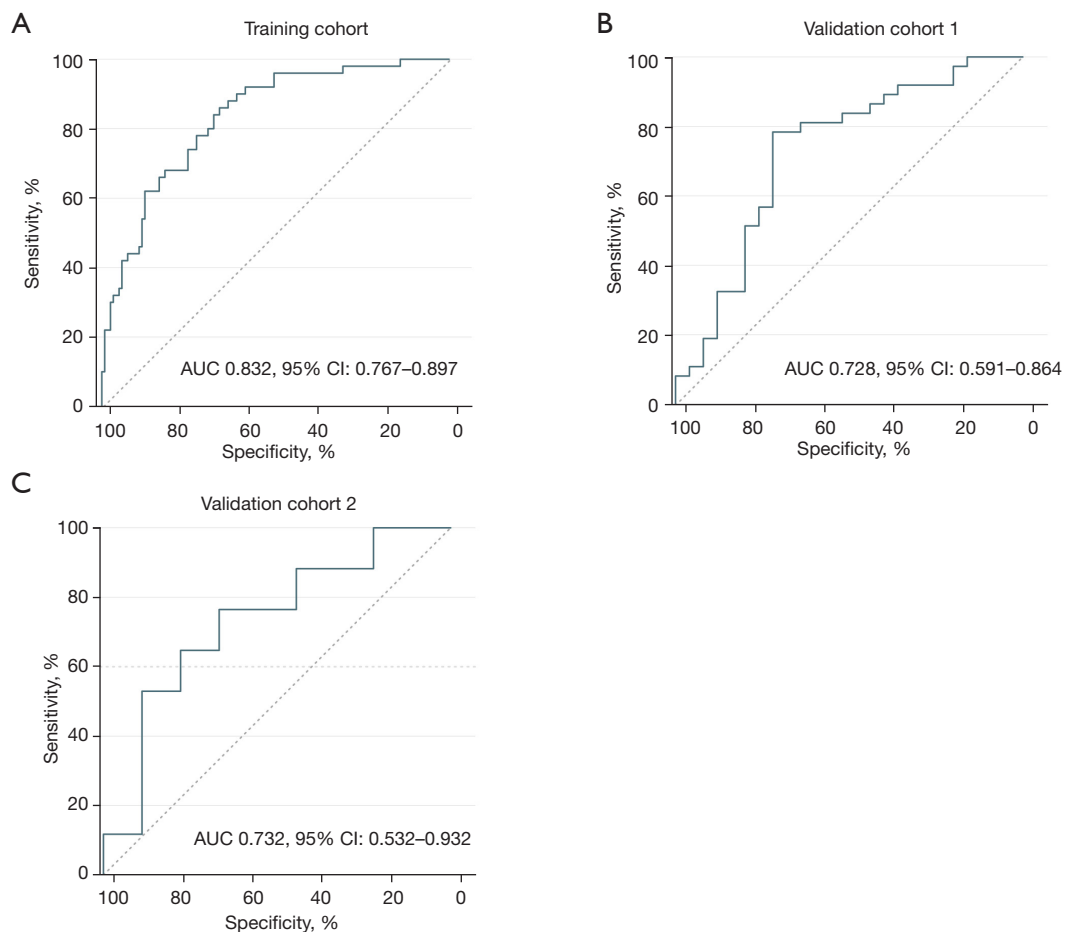 A
Training cohort
100
80
60
40
20
0
Sensitivity, %
AUC 0.832, 95% CI: 0.767–0.897
100 80 60 40 20 0
Specificity, %
B
Validation cohort 1
100
80
60
40
20
0
Sensitivity, %
AUC 0.728, 95% CI: 0.591–0.864
100 80 60 40 20 0
Specificity, %
C
Validation cohort 2
100
80
60
40
20
0
Sensitivity, %
AUC 0.732, 95% CI: 0.532–0.932
100 80 60 40 20 0
Specificity, %